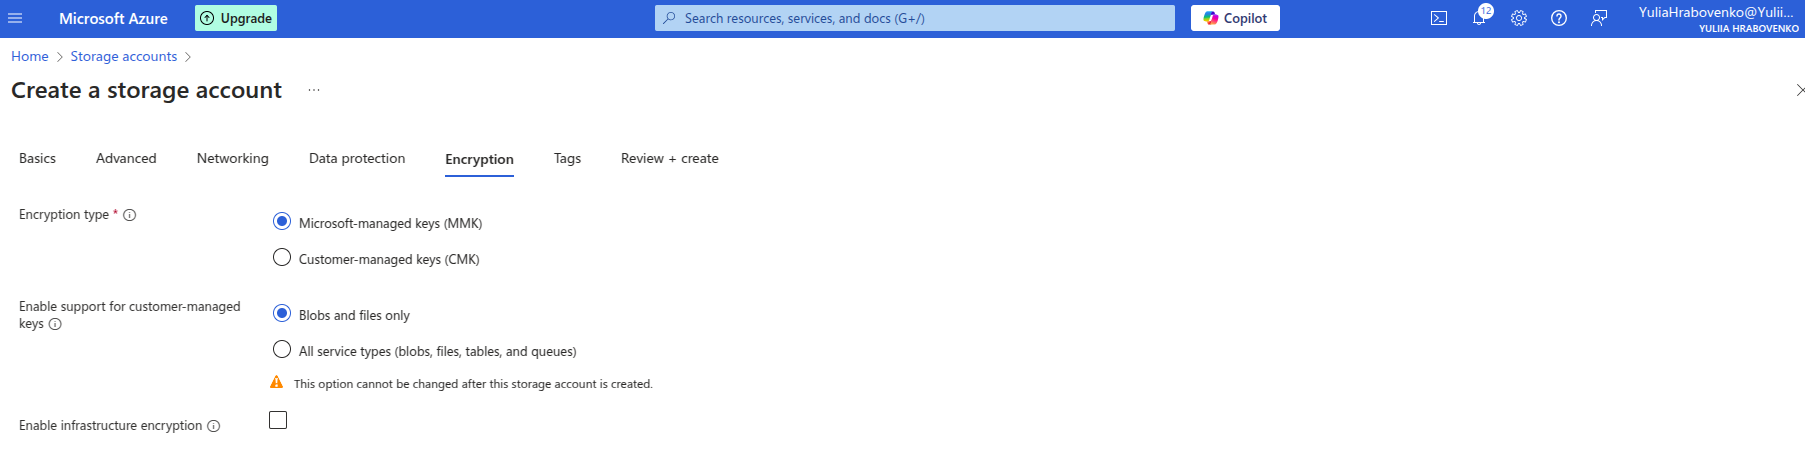 Microsoft Azure
Upgrade
Search resources, services, and docs (G+/)
Copilot
12
YuliaHrabovenko@Yulii...
YULIIA HRABOVENKO
Home > Storage accounts >
Create a storage account ...
Basics Advanced Networking Data protection Encryption Tags Review + create
Encryption type *
Microsoft-managed keys (MMK)
Customer-managed keys (CMK)
Enable support for customer-managed
keys
Blobs and files only
All service types (blobs, files, tables, and queues)
This option cannot be changed after this storage account is created.
Enable infrastructure encryption